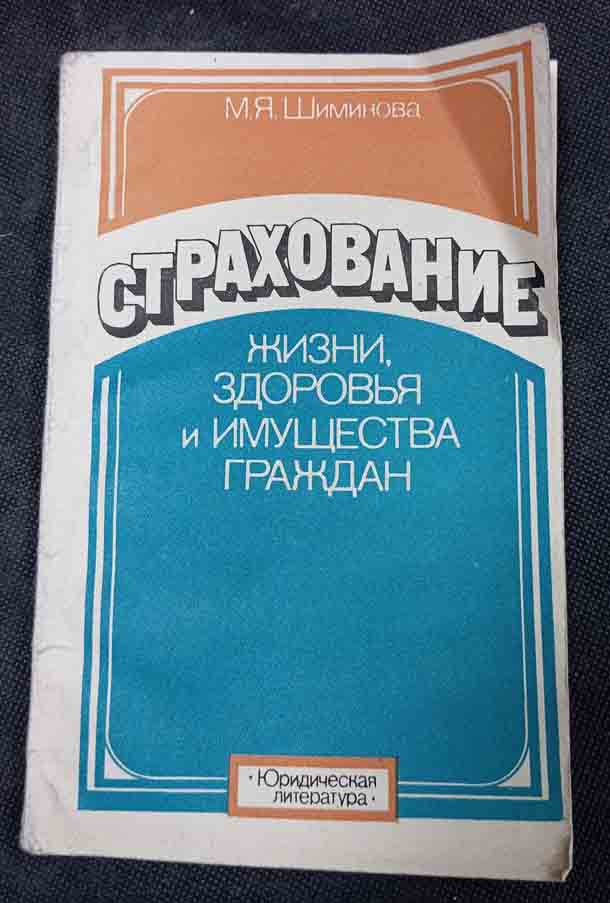 М.Я. Шиминова
СТРАХОВАНИЕ
ЖИЗНИ,
ЗДОРОВЬЯ
и ИМУЩЕСТВА
ГРАЖДАН
· Юридическая
литература ·